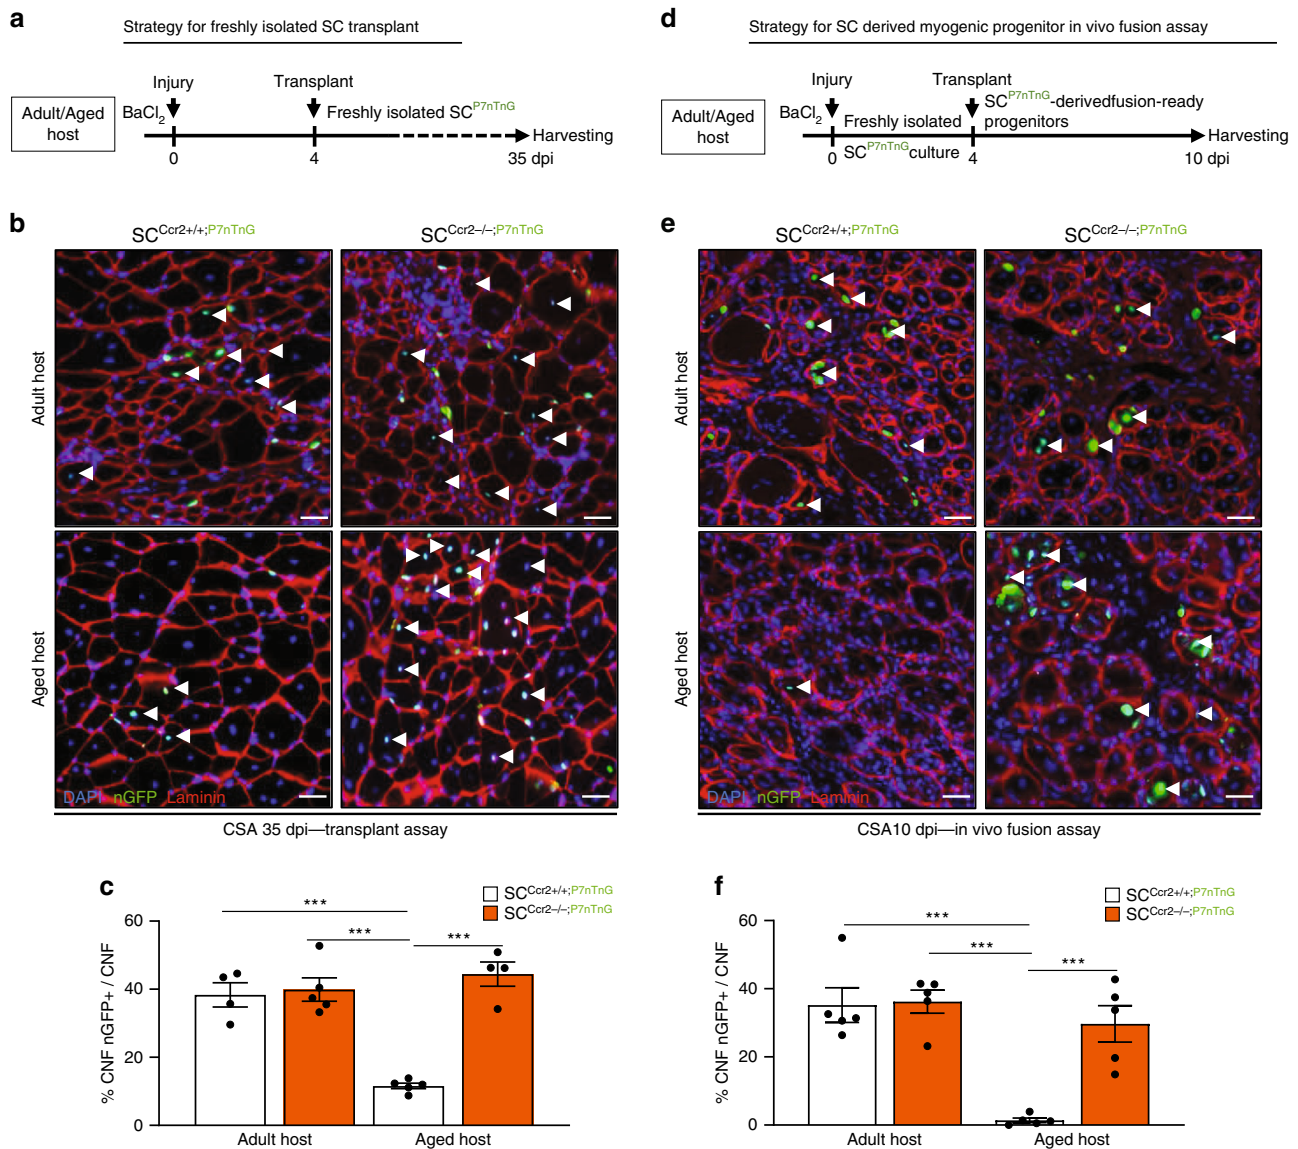 a
Strategy for freshly isolated SC transplant
Injury
Transplant
Adult/Aged
host
BaCl2
Freshly isolated SCP7nTnG
Harvesting
0
4
35 dpi
d
Strategy for SC derived myogenic progenitor in vivo fusion assay
Injury
Transplant
Adult/Aged
host
BaCl2
Freshly isolated
SCP7nTnG culture
SCP7nTnG-derivedfusion-ready
progenitors
Harvesting
0
4
10 dpi
b
SCCcr2+/+;P7nTnG
SCCcr2–/–;P7nTnG
Adult host
Aged host
DAPI nGFP Laminin
CSA 35 dpi—transplant assay
e
SCCcr2+/+;P7nTnG
SCCcr2–/–;P7nTnG
Adult host
Aged host
DAPI nGFP Laminin
CSA10 dpi—in vivo fusion assay
c
SCCcr2+/+;P7nTnG
SCCcr2–/–;P7nTnG
% CNF nGFP+ / CNF
60
40
20
0
***
***
***
Adult host
Aged host
f
SCCcr2+/+;P7nTnG
SCCcr2–/–;P7nTnG
% CNF nGFP+ / CNF
60
40
20
0
***
***
***
Adult host
Aged host